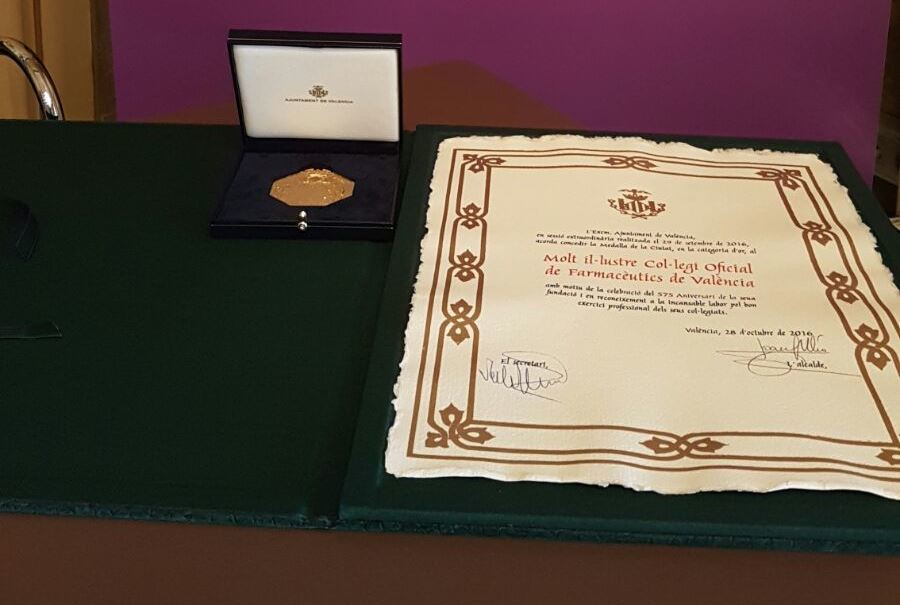 AJUNTAMENT DE VALÈNCIA
L'Excm. Ajuntament de València,
en sessió extraordinària realitzada el 29 de setembre de 2016,
acorda concedir la Medalla de la Ciutat, en la categoria d'or, al
Molt il·lustre Col·legi Oficial
de Farmacèutics de València
amb motiu de la celebració del 575 Aniversari de la seua
fundació i en reconeixement a la incansable labor pel bon
exercici professional dels seus col·legiats.
València, 28 d'octubre de 2016
El secretari,
L'alcalde,